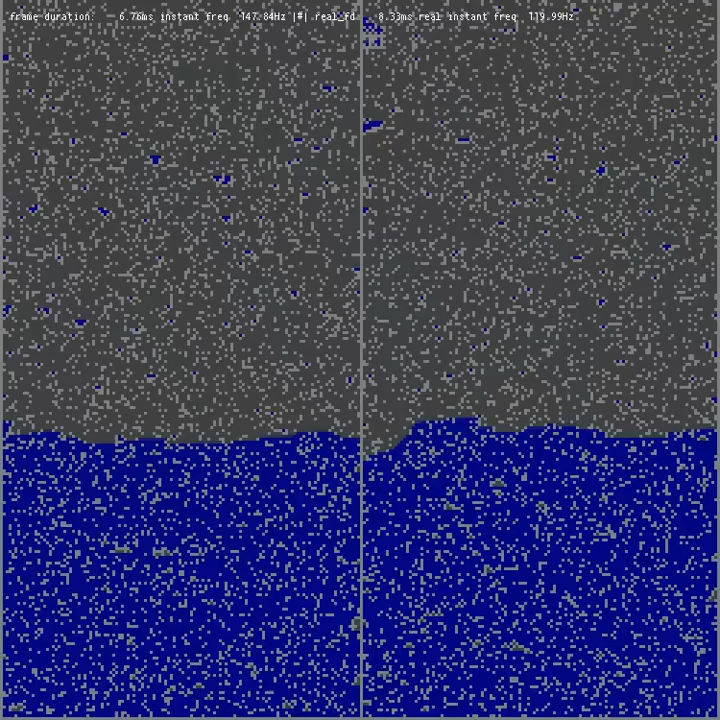 frame duration:    6.76ms instant freq  147.84Hz |#| real_fd    8.33ms real instant freq  119.99Hz